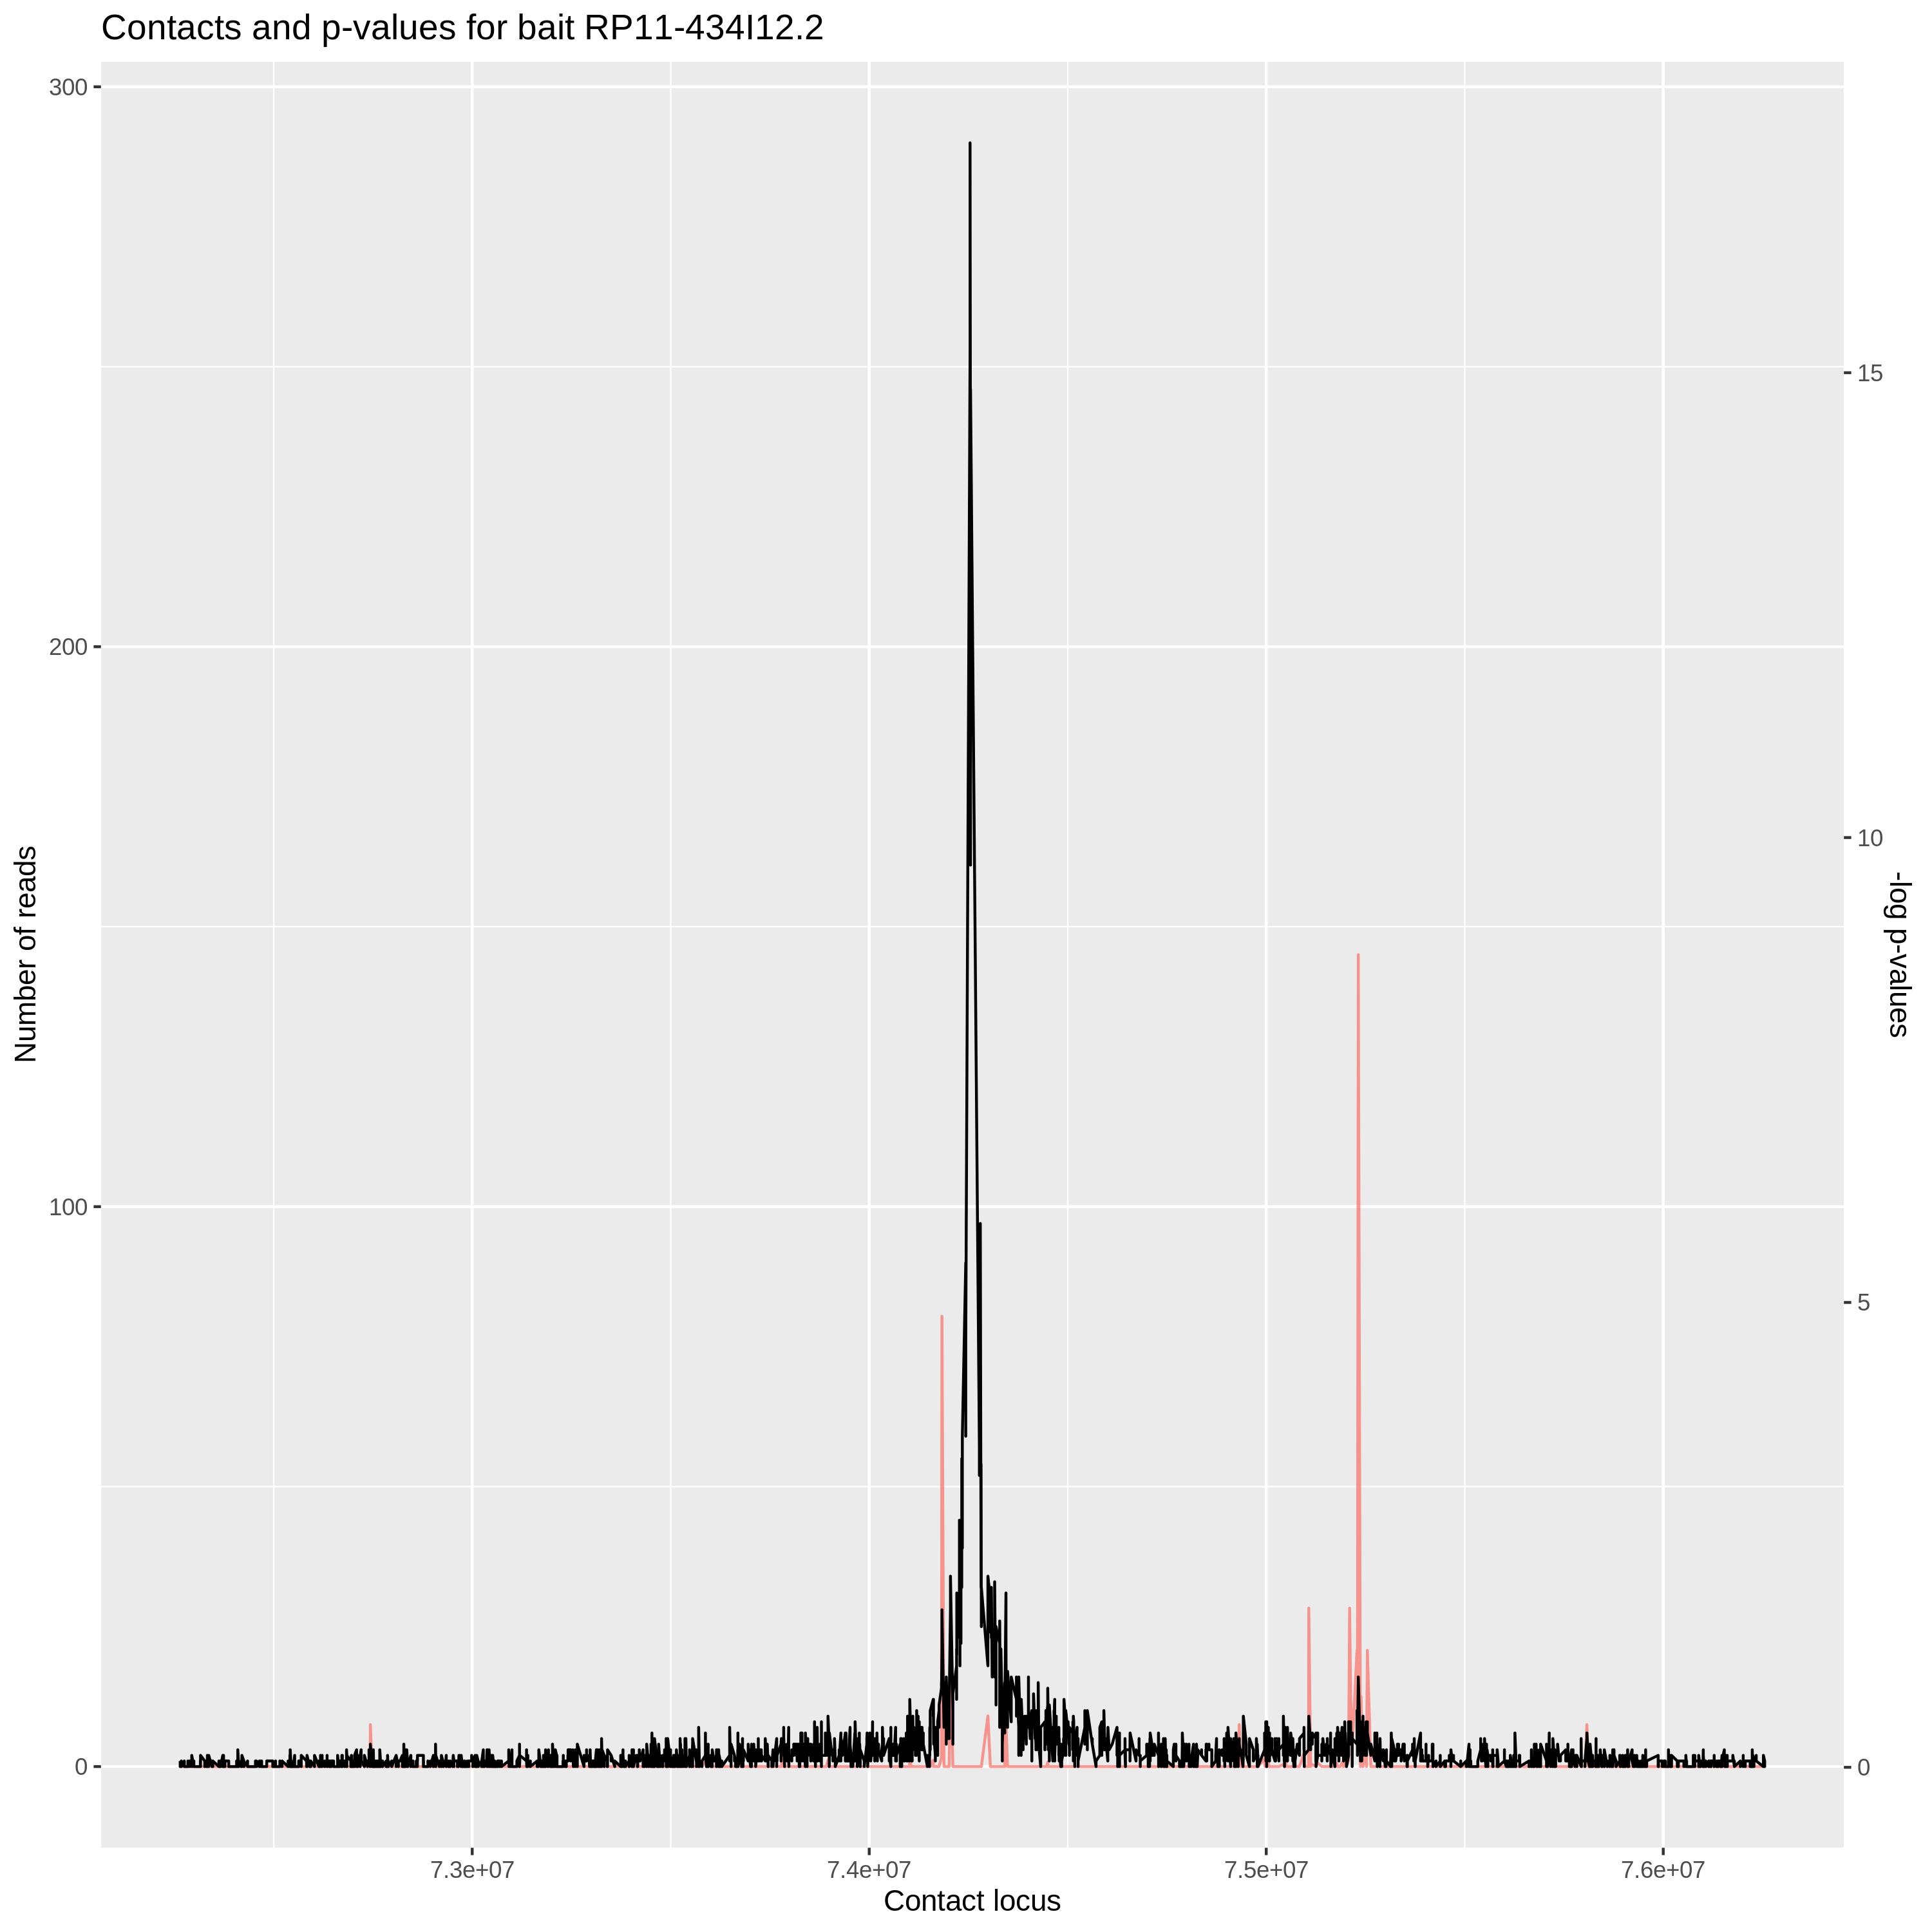 Contacts and p-values for bait RP11-434I12.2
300
200
100
0
Number of reads
15
10
5
0
-log p-values
7.3e+07
7.4e+07
7.5e+07
7.6e+07
Contact locus